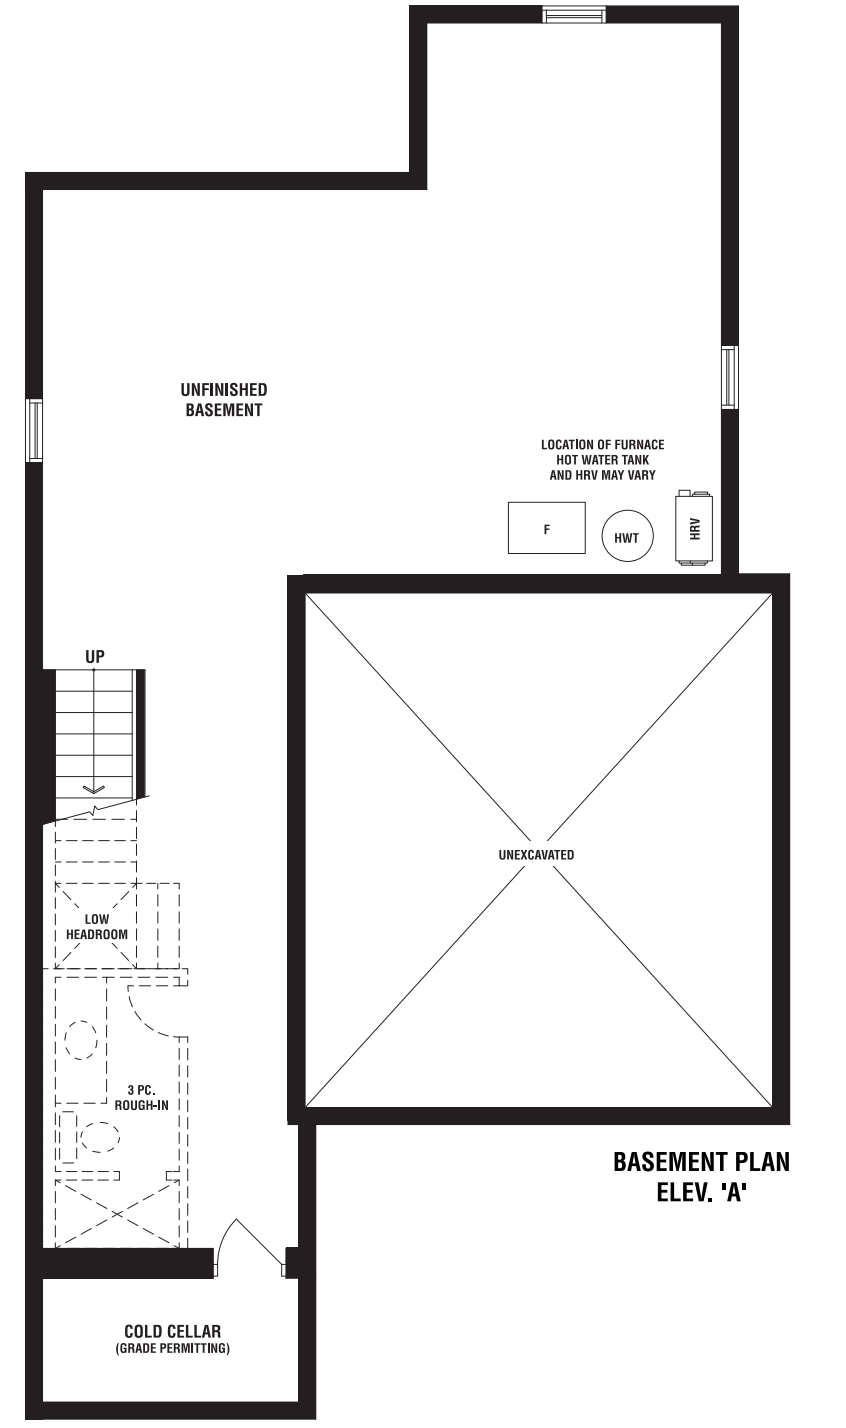 UNFINISHED
BASEMENT
LOCATION OF FURNACE
HOT WATER TANK
AND HRV MAY VARY
F
HWT
HRV
UP
UNEXCAVATED
LOW
HEADROOM
3 PC.
ROUGH-IN
BASEMENT PLAN
ELEV. 'A'
COLD CELLAR
(GRADE PERMITTING)